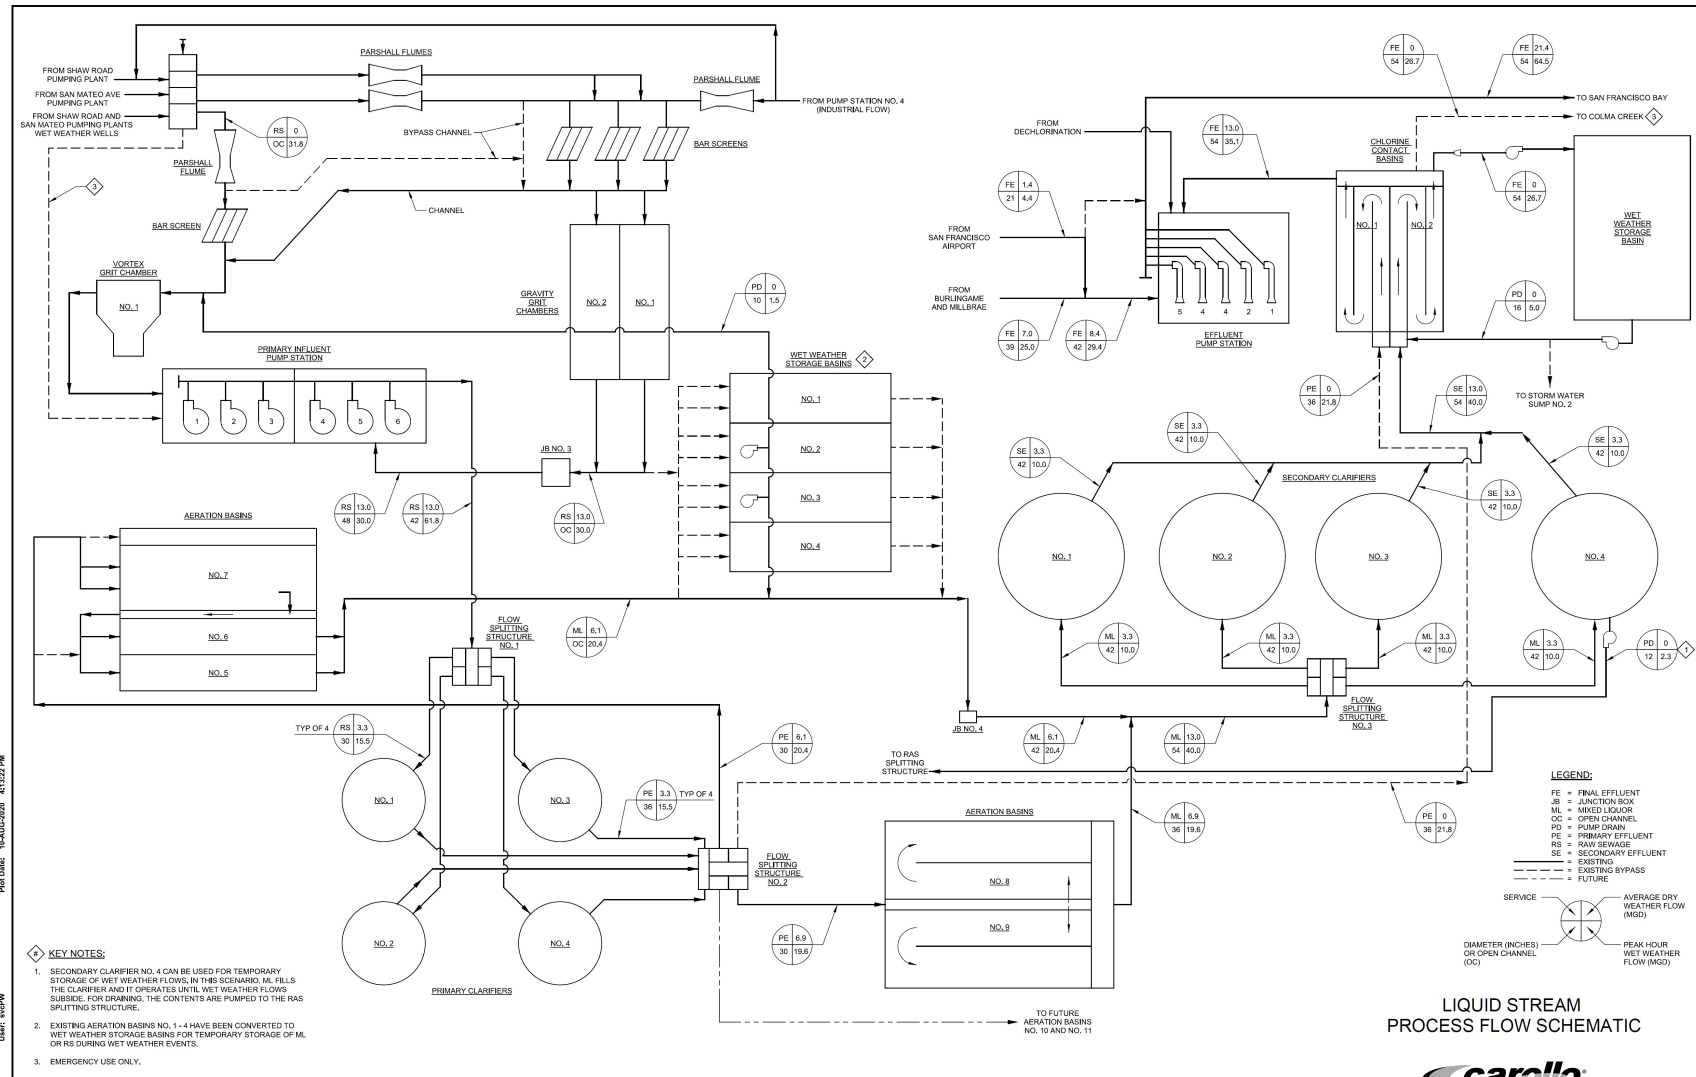 FROM SHAW ROAD
PUMPING PLANT
FROM SAN MATEO AVE
PUMPING PLANT
FROM SHAW ROAD AND
SAN MATEO PUMPING PLANTS
WET WEATHER WELLS
PARSHALL FLUMES
PARSHALL FLUME
FROM PUMP STATION NO. 4
(INDUSTRIAL FLOW)
RS 0
OC 31.8
BYPASS CHANNEL
BAR SCREENS
PARSHALL
FLUME
3
CHANNEL
BAR SCREEN
VORTEX
GRIT CHAMBER
NO. 1
GRAVITY
GRIT
CHAMBERS
NO. 2
NO. 1
PD 0
10 1.5
PRIMARY INFLUENT
PUMP STATION
1
2
3
4
5
6
WET WEATHER
STORAGE BASINS
2
NO. 1
NO. 2
NO. 3
NO. 4
JB NO. 3
RS 13.0
48 30.0
RS 13.0
42 61.8
RS 13.0
OC 30.0
AERATION BASINS
NO. 7
NO. 6
NO. 5
ML 6.1
OC 20.4
FLOW
SPLITTING
STRUCTURE
NO. 1
TYP OF 4
RS 3.3
30 15.5
NO. 1
NO. 3
NO. 2
NO. 4
PE 3.3
36 15.5
TYP OF 4
PE 6.1
30 20.4
FLOW
SPLITTING
STRUCTURE
NO. 2
PRIMARY CLARIFIERS
PE 6.9
30 19.6
AERATION BASINS
NO. 8
NO. 9
TO FUTURE
AERATION BASINS
NO. 10 AND NO. 11
FE 0
54 26.7
FE 21.4
54 64.5
TO SAN FRANCISCO BAY
TO COLMA CREEK
3
FROM
DECHLORINATION
FE 13.0
54 35.1
CHLORINE
CONTACT
BASINS
FE 0
54 26.7
NO. 1
NO. 2
WET
WEATHER
STORAGE
BASIN
FE 1.4
21 4.4
FROM
SAN FRANCISCO
AIRPORT
FROM
BURLINGAME
AND MILLBRAE
5
4
4
2
1
EFFLUENT
PUMP STATION
FE 7.0
39 25.0
FE 8.4
42 29.4
PD 0
16 5.0
TO STORM WATER
SUMP NO. 2
PE 0
36 21.8
SE 13.0
54 40.0
SE 3.3
42 10.0
SE 3.3
42 10.0
SE 3.3
42 10.0
SE 3.3
42 10.0
SECONDARY CLARIFIERS
NO. 1
NO. 2
NO. 3
NO. 4
ML 3.3
42 10.0
ML 3.3
42 10.0
ML 3.3
42 10.0
ML 3.3
42 10.0
PD 0
12 2.3
1
FLOW
SPLITTING
STRUCTURE
NO. 3
JB NO. 4
ML 6.1
42 20.4
ML 13.0
54 40.0
TO RAS
SPLITTING
STRUCTURE
ML 6.9
36 19.6
PE 0
36 21.8
LEGEND:
FE = FINAL EFFLUENT
JB = JUNCTION BOX
ML = MIXED LIQUOR
OC = OPEN CHANNEL
PD = PUMP DRAIN
PE = PRIMARY EFFLUENT
RS = RAW SEWAGE
SE = SECONDARY EFFLUENT
= EXISTING
= EXISTING BYPASS
= FUTURE
SERVICE
AVERAGE DRY
WEATHER FLOW
(MGD)
DIAMETER (INCHES)
OR OPEN CHANNEL
(OC)
PEAK HOUR
WET WEATHER
FLOW (MGD)
# KEY NOTES:
1. SECONDARY CLARIFIER NO. 4 CAN BE USED FOR TEMPORARY
STORAGE OF WET WEATHER FLOWS. IN THIS SCENARIO, ML FILLS
THE CLARIFIER AND IT OPERATES UNTIL WET WEATHER FLOWS
SUBSIDE. FOR DRAINING, THE CONTENTS ARE PUMPED TO THE RAS
SPLITTING STRUCTURE.
2. EXISTING AERATION BASINS NO. 1 - 4 HAVE BEEN CONVERTED TO
WET WEATHER STORAGE BASINS FOR TEMPORARY STORAGE OF ML
OR RS DURING WET WEATHER EVENTS.
3. EMERGENCY USE ONLY.
LIQUID STREAM
PROCESS FLOW SCHEMATIC
carollo
User: svcPW
Plot Date: 10-AUG-2020 4:13:22 PM